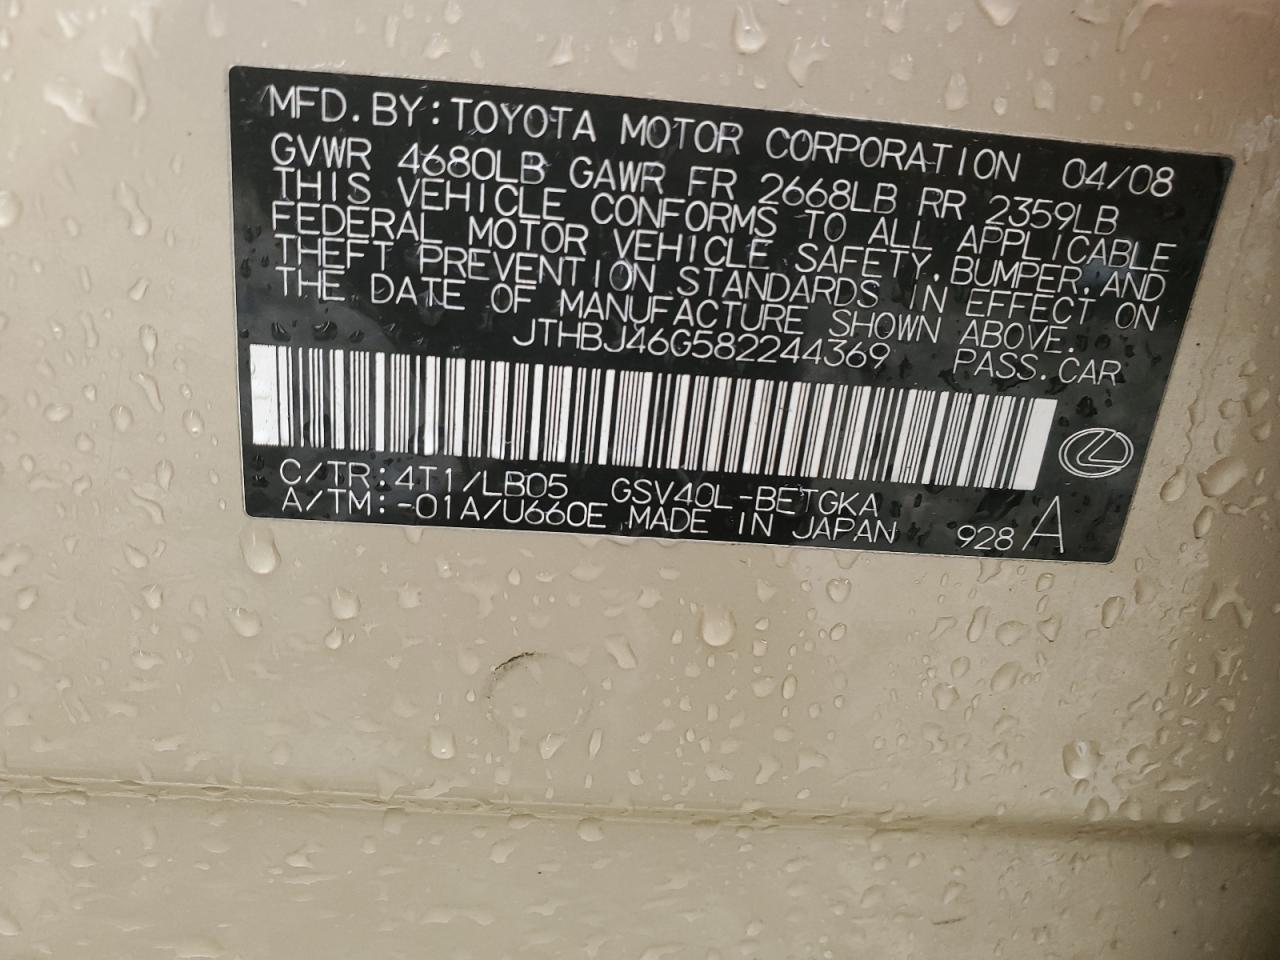 MFD.BY:TOYOTA MOTOR CORPORATION 04/08
GVWR 4680LB GAWR FR 2668LB RR 2359LB
THIS VEHICLE CONFORMS TO ALL APPLICABLE
FEDERAL MOTOR VEHICLE SAFETY,BUMPER,AND
THEFT PREVENTION STANDARDS IN EFFECT ON
THE DATE OF MANUFACTURE SHOWN ABOVE.
JTHBJ46G582244369 PASS.CAR
C/TR:4T1/LB05 GSV40L-BETGKA
A/TM:-01A/U660E MADE IN JAPAN 928 A